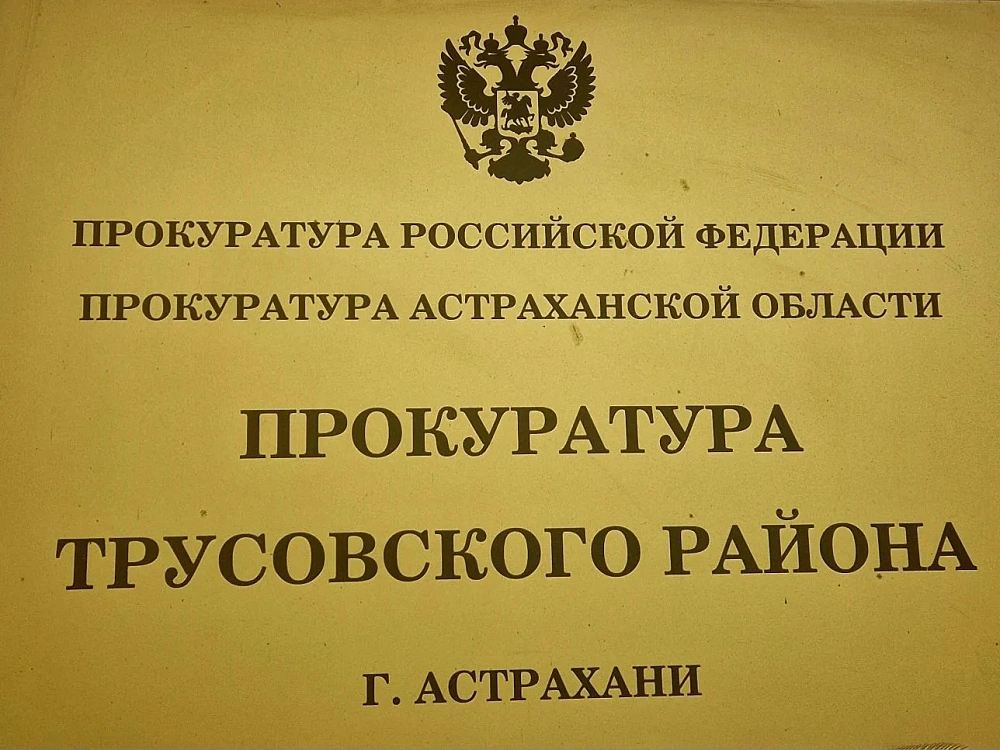 ПРОКУРАТУРА РОССИЙСКОЙ ФЕДЕРАЦИИ
ПРОКУРАТУРА АСТРАХАНСКОЙ ОБЛАСТИ
ПРОКУРАТУРА
ТРУСОВСКОГО РАЙОНА
Г. АСТРАХАНИ